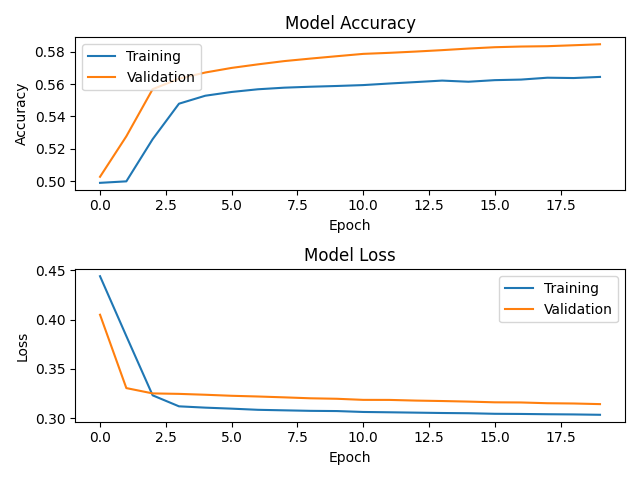 Model Accuracy
Training
Validation
Accuracy
0.58
0.56
0.54
0.52
0.50
0.0 2.5 5.0 7.5 10.0 12.5 15.0 17.5
Epoch
Model Loss
Training
Validation
Loss
0.45
0.40
0.35
0.30
0.0 2.5 5.0 7.5 10.0 12.5 15.0 17.5
Epoch